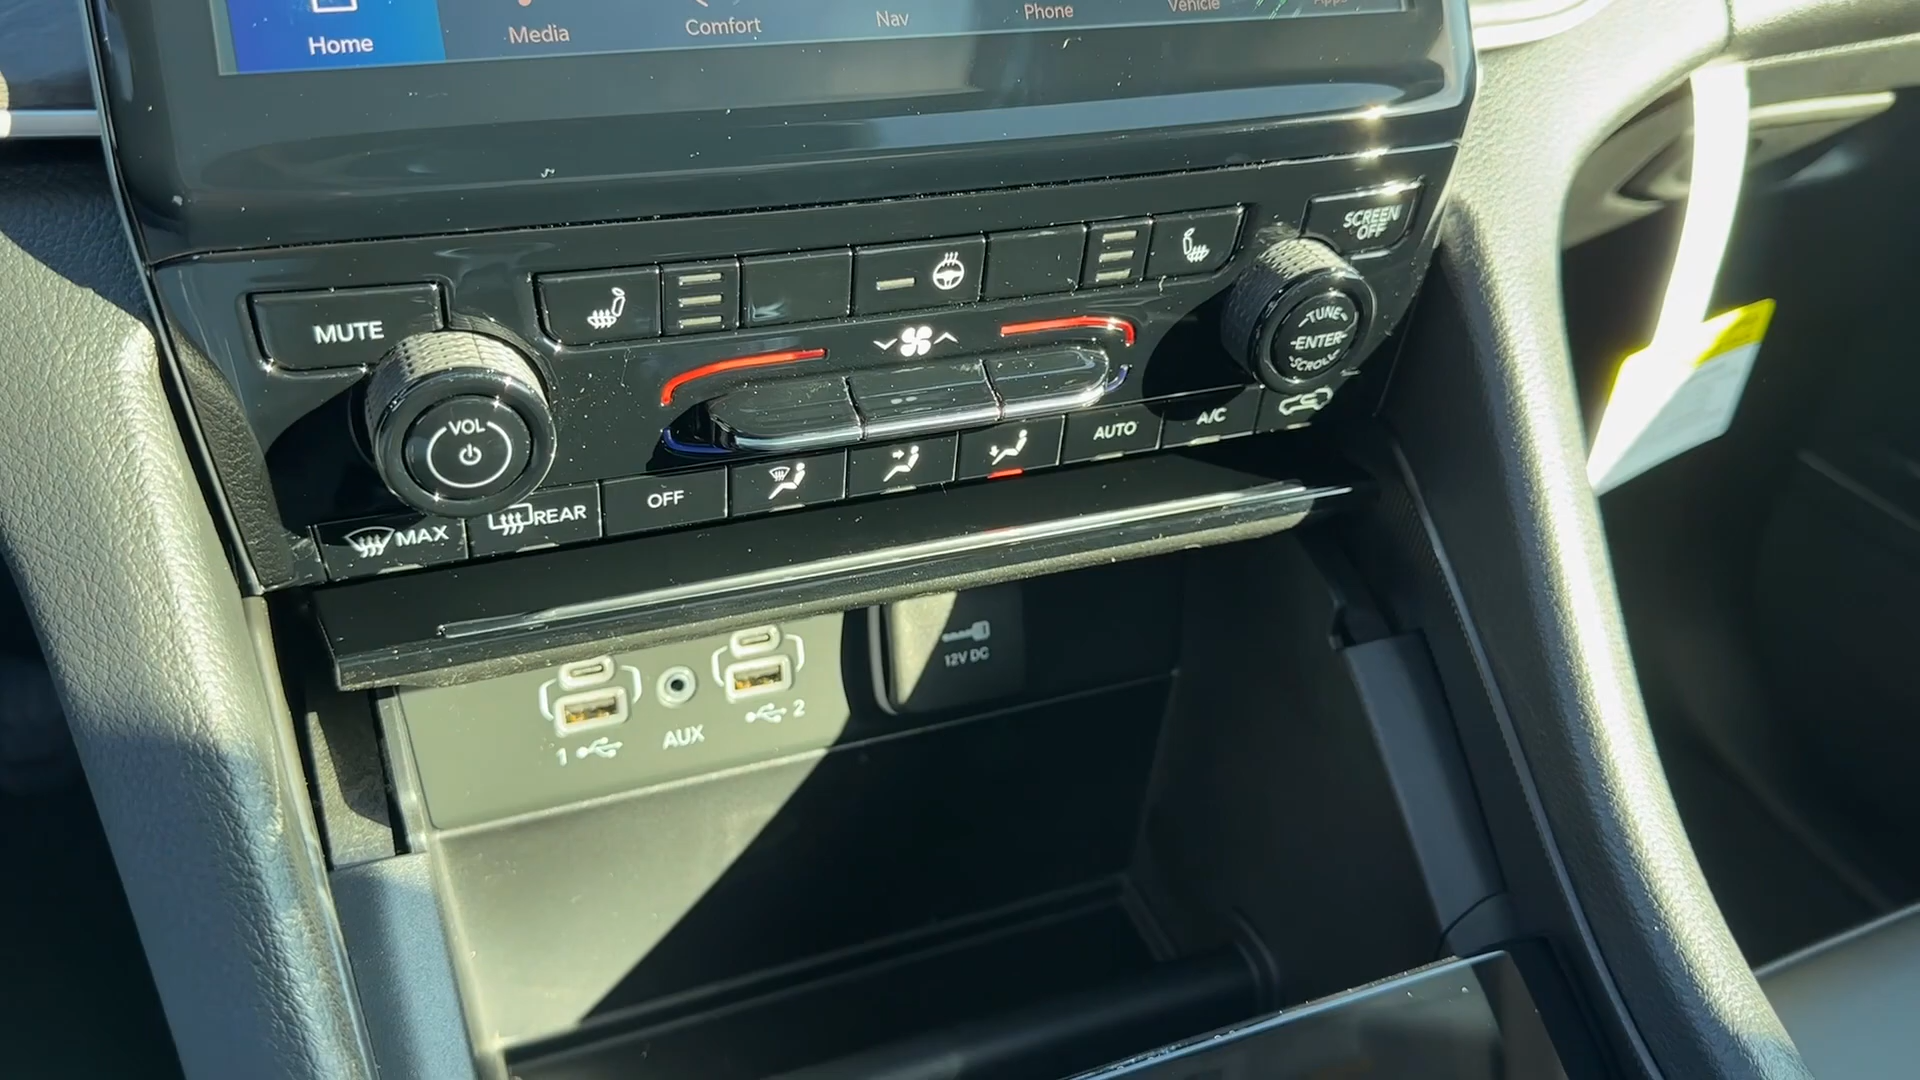 Home
Media
Comfort
Nav
Phone
Vehicle
Apps
SCREEN
OFF
MUTE
TUNE
ENTER
SCROLL
VOL
AUTO
A/C
OFF
REAR
MAX
12V DC
1
AUX
2